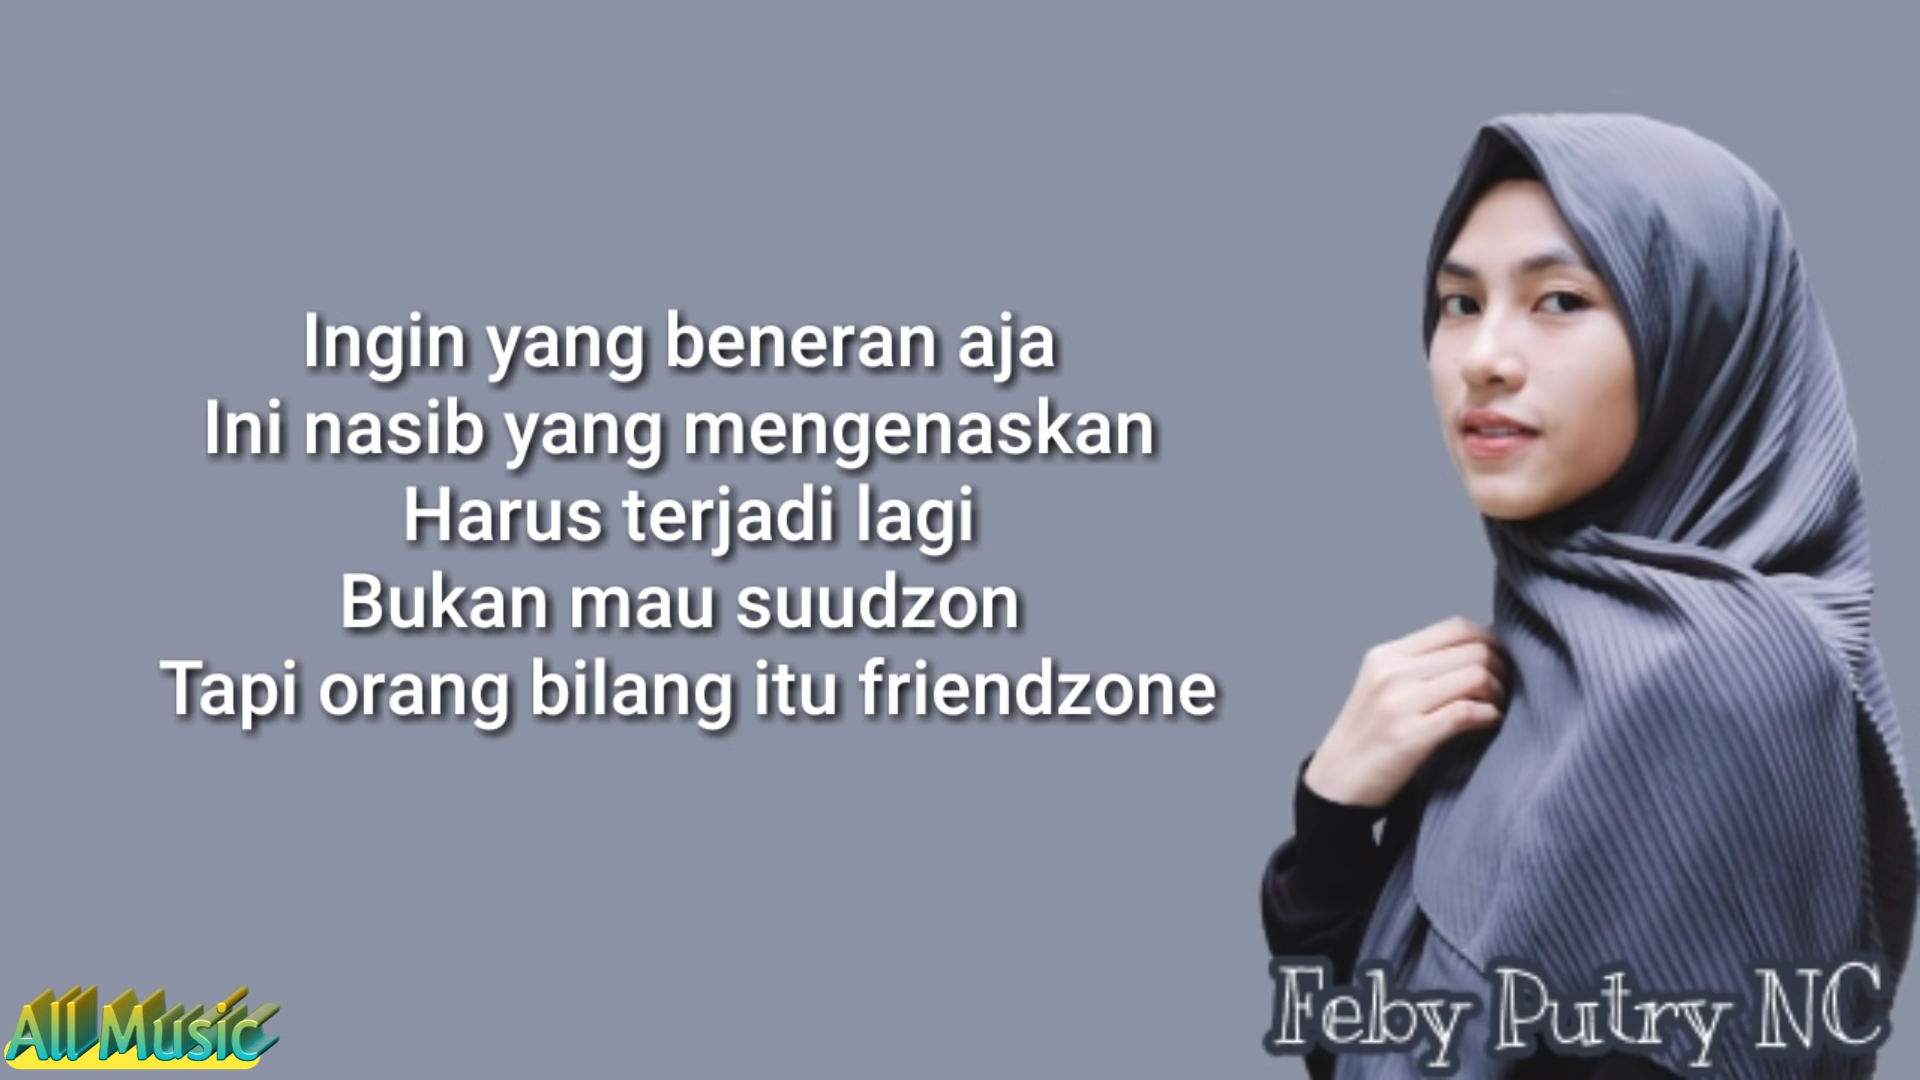 Ingin yang beneran aja
Ini nasib yang mengenaskan
Harus terjadi lagi
Bukan mau suudzon
Tapi orang bilang itu friendzone
Feby Putry NC
All Music